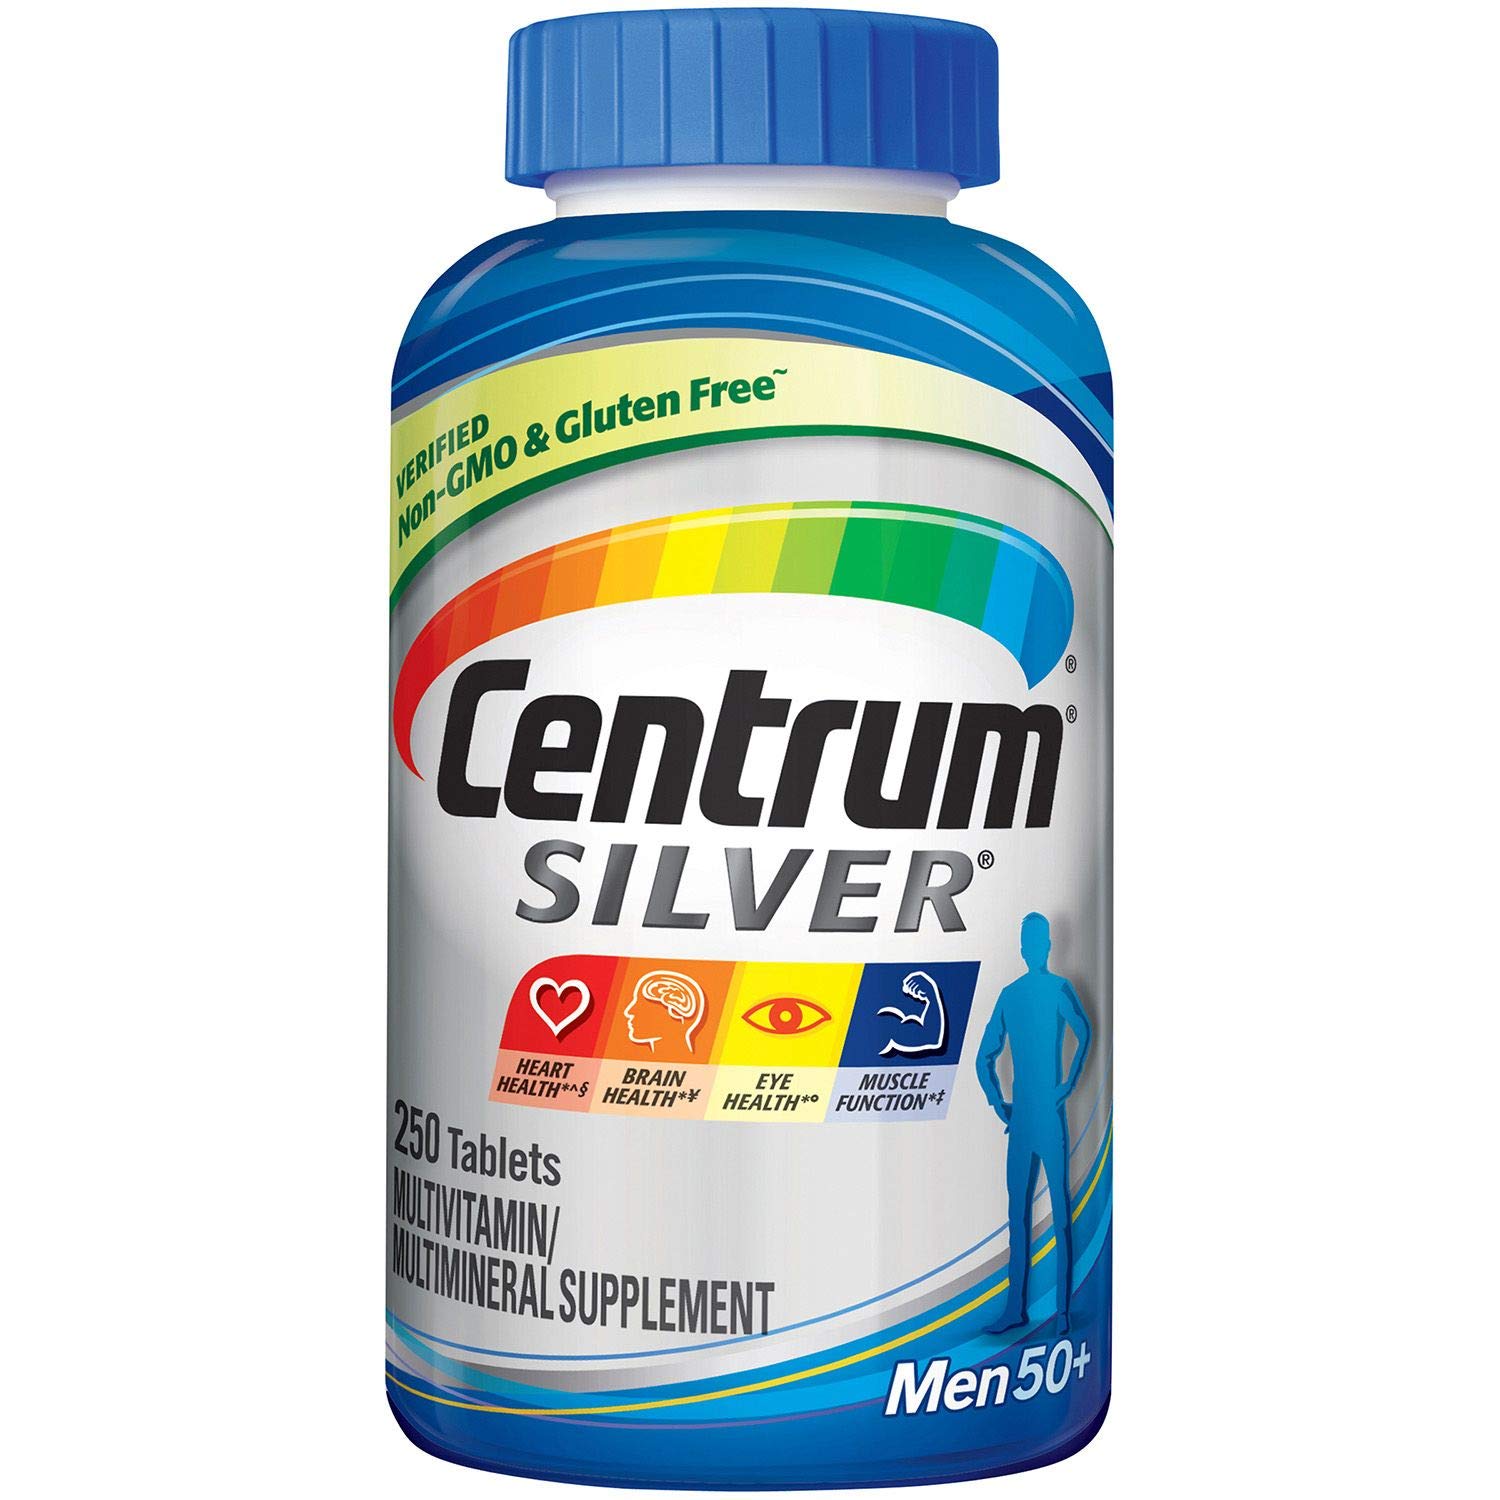 VERIFIED
Non-GMO & Gluten Free~
Centrum®
SILVER®
HEART
HEALTH*^§
BRAIN
HEALTH*¥
EYE
HEALTH*°
MUSCLE
FUNCTION*‡
250 Tablets
MULTIVITAMIN/
MULTIMINERAL SUPPLEMENT
Men 50+